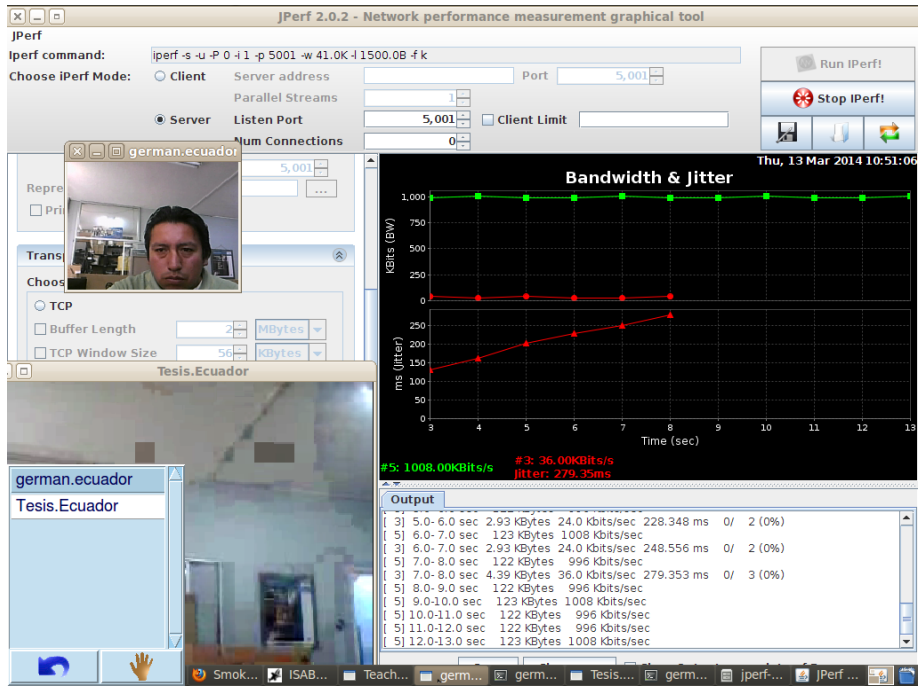 JPerf 2.0.2 - Network performance measurement graphical tool
JPerf
Iperf command: iperf -s -u -P 0 -i 1 -p 5001 -w 41.0K -l 1500.0B -f k
Choose iPerf Mode: Client Server address Port 5,001
Parallel Streams 1
Server Listen Port 5,001 Client Limit
Num Connections 0
Run IPerf!
Stop IPerf!
german.ecuador
5,001
Repre ...
Pri
Transp
Choos
TCP
Buffer Length 2 MBytes
TCP Window Size 56 KBytes
Tesis.Ecuador
german.ecuador
Tesis.Ecuador
Thu, 13 Mar 2014 10:51:06
Bandwidth & Jitter
KBits (BW)
1,000
750
500
250
0
ms (Jitter)
250
200
150
100
50
0
3 4 5 6 7 8 9 10 11 12 13
Time (sec)
#5: 1008.00KBits/s
#3: 36.00KBits/s
Jitter: 279.35ms
Output
[ 3] 5.0- 6.0 sec 2.93 KBytes 24.0 Kbits/sec 228.348 ms 0/ 2 (0%)
[ 5] 6.0- 7.0 sec 123 KBytes 1008 Kbits/sec
[ 3] 6.0- 7.0 sec 2.93 KBytes 24.0 Kbits/sec 248.556 ms 0/ 2 (0%)
[ 5] 7.0- 8.0 sec 122 KBytes 996 Kbits/sec
[ 3] 7.0- 8.0 sec 4.39 KBytes 36.0 Kbits/sec 279.353 ms 0/ 3 (0%)
[ 5] 8.0- 9.0 sec 122 KBytes 996 Kbits/sec
[ 5] 9.0-10.0 sec 123 KBytes 1008 Kbits/sec
[ 5] 10.0-11.0 sec 122 KBytes 996 Kbits/sec
[ 5] 11.0-12.0 sec 122 KBytes 996 Kbits/sec
[ 5] 12.0-13.0 sec 123 KBytes 1008 Kbits/sec
Smok... ISAB... Teach... .germ... germ... Tesis.... germ... jperf-... JPerf ...